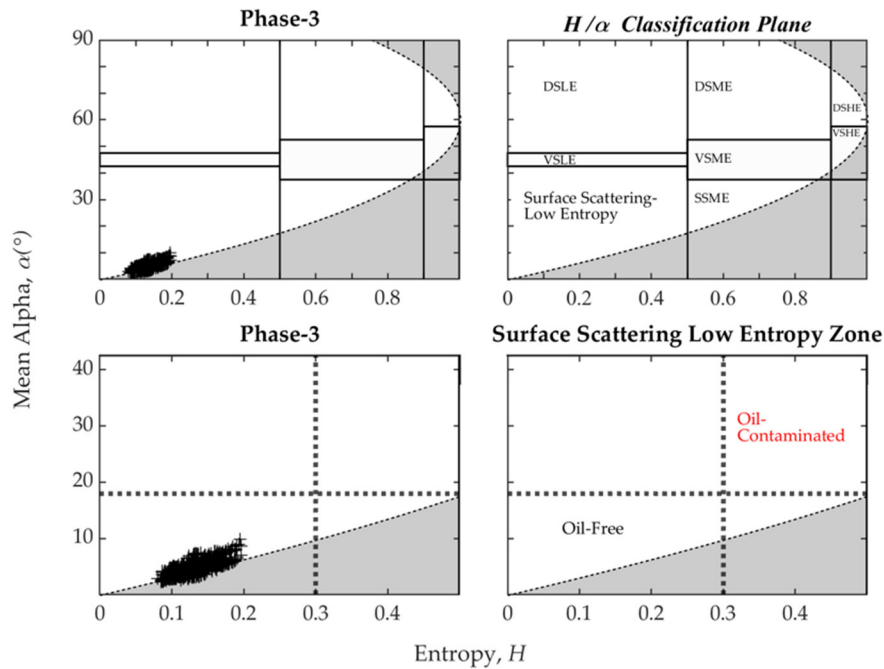 Phase-3
H/α Classification Plane
90
60
30
0
0.2
0.4
0.6
0.8
DSLE
DSME
DSHE
VSHE
VSLE
VSME
Surface Scattering-
Low Entropy
SSME
0
0.2
0.4
0.6
0.8
Mean Alpha, α(°)
Phase-3
Surface Scattering Low Entropy Zone
40
30
20
10
0
0.1
0.2
0.3
0.4
Oil-
Contaminated
Oil-Free
0
0.1
0.2
0.3
0.4
Entropy, H